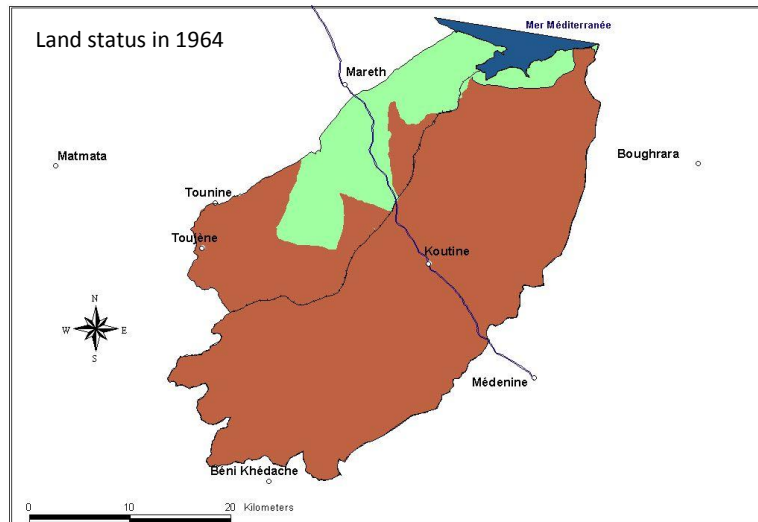 Land status in 1964
Mer Méditerranée
Mareth
Matmata
Boughrara
Tounine
Toujène
Koutine
N
W E
S
Médenine
Béni Khédache
0 10 20 Kilometers